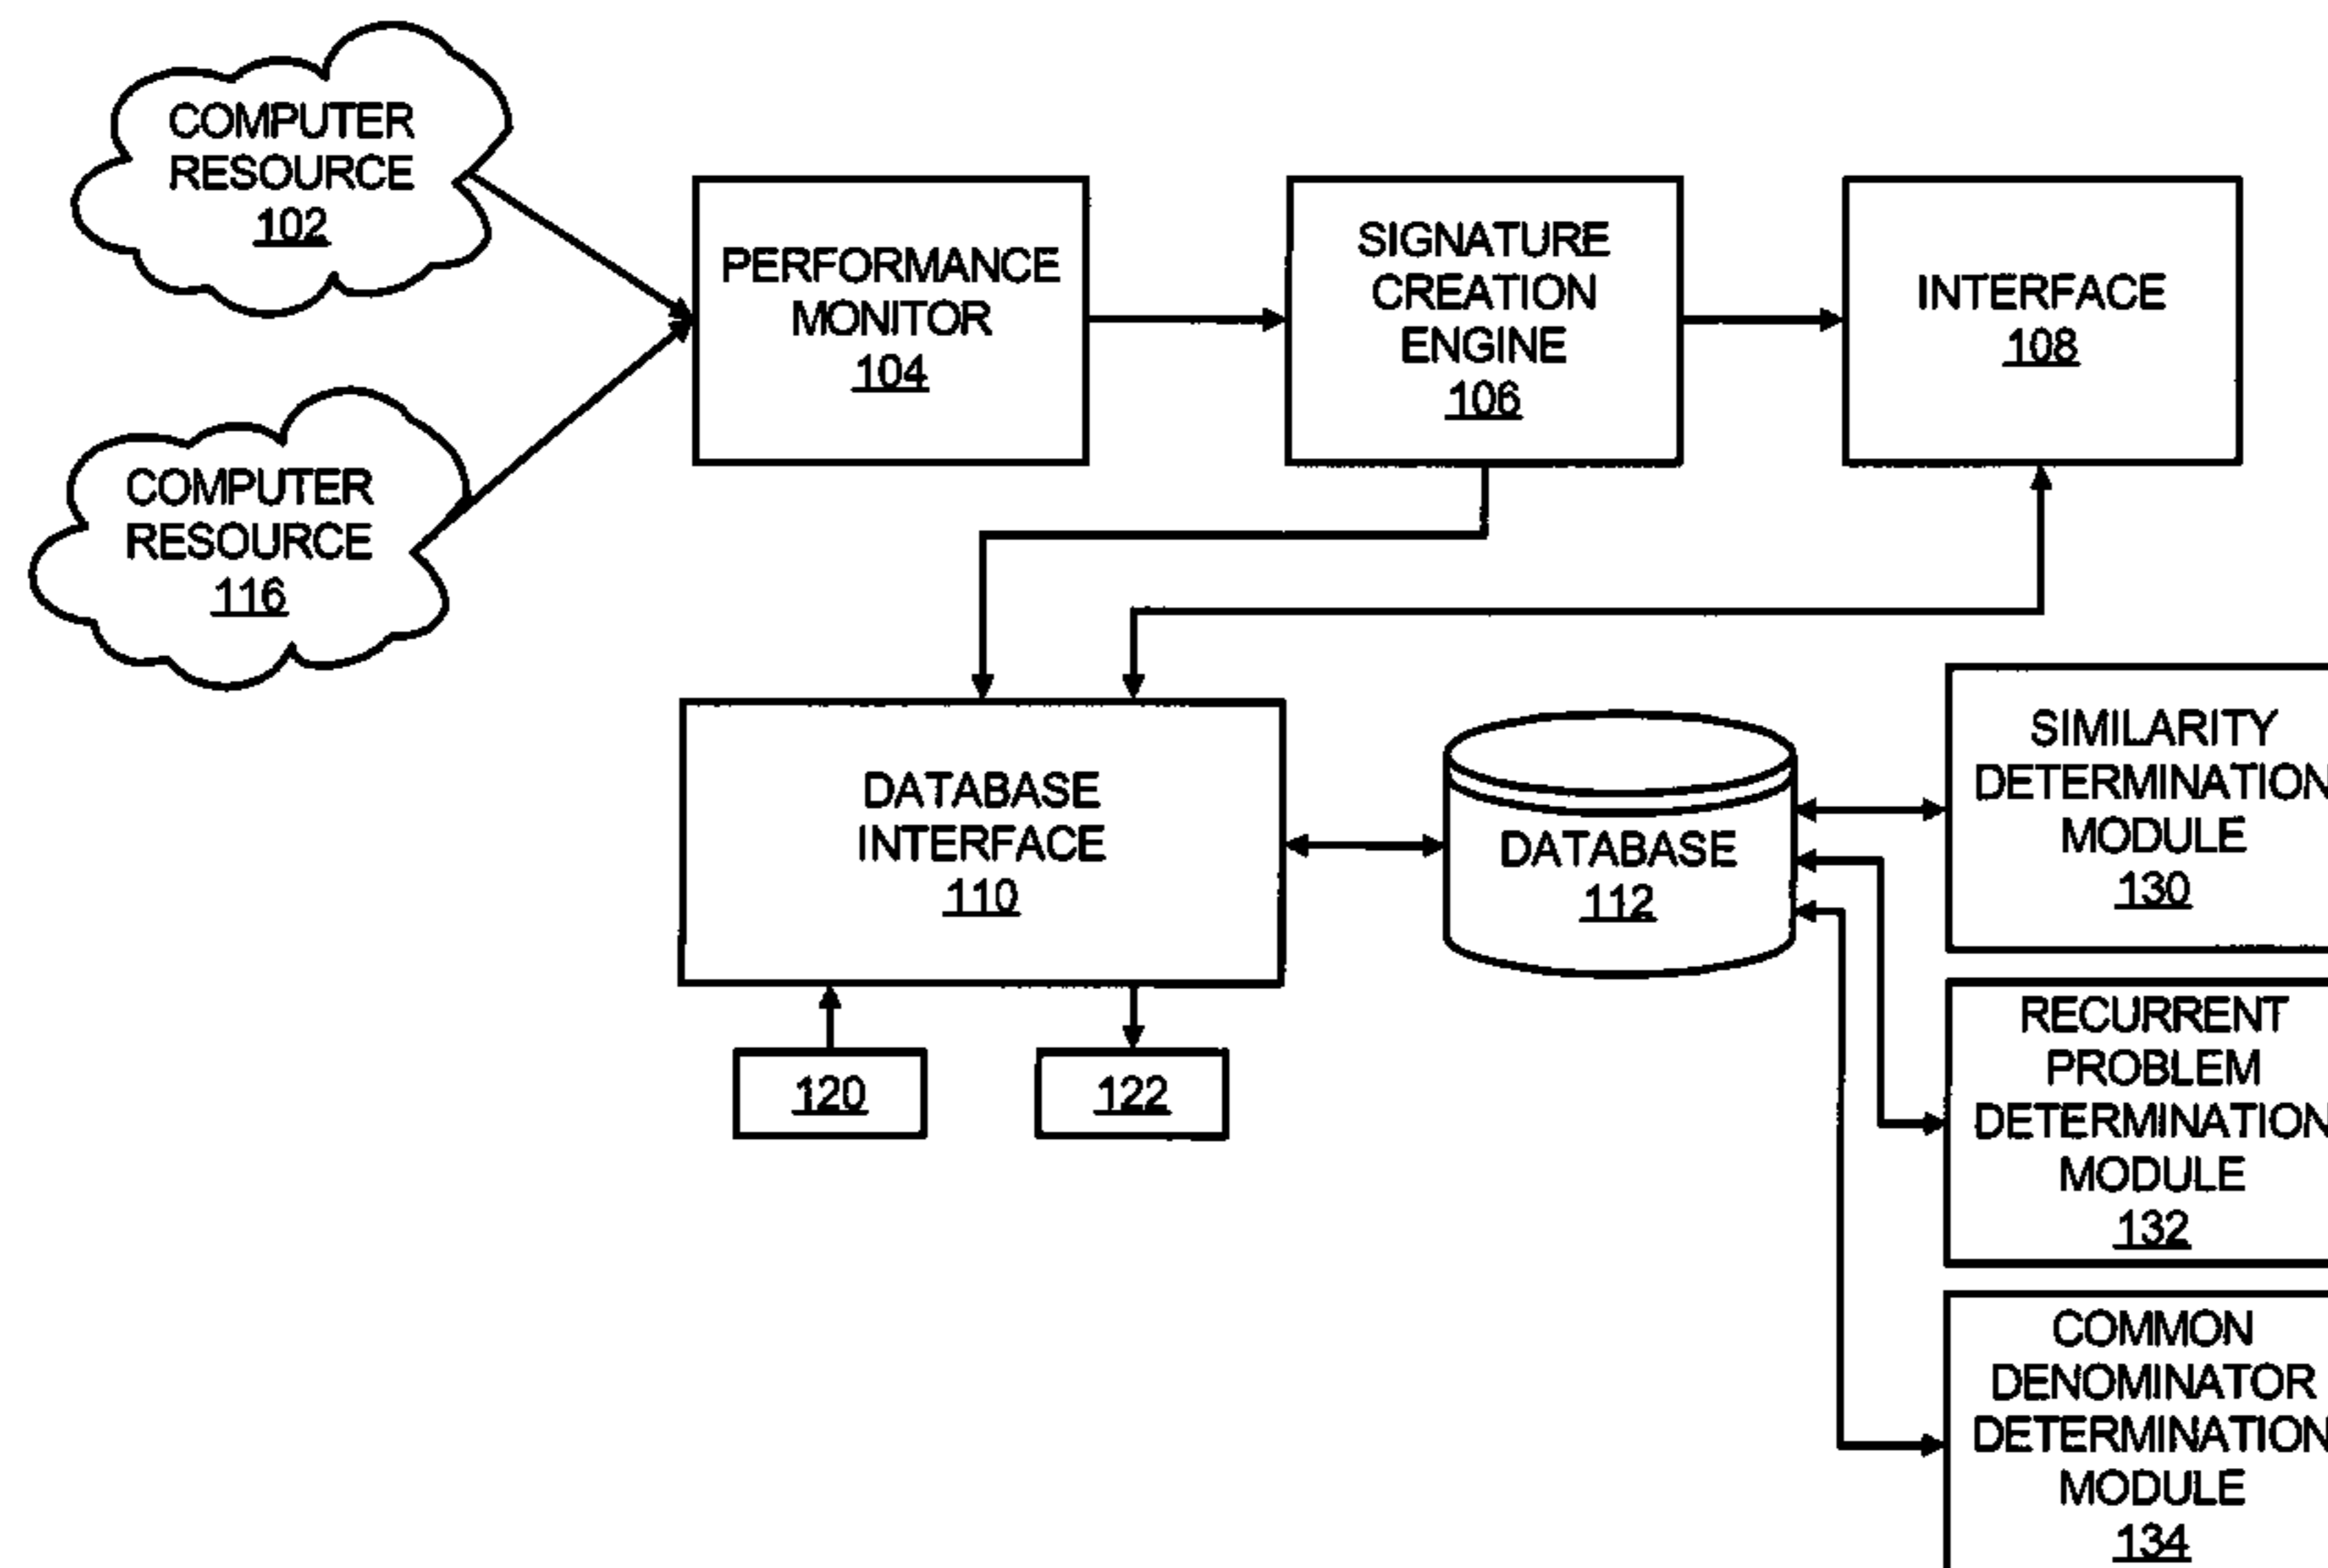 COMPUTER
RESOURCE
102
COMPUTER
RESOURCE
116
PERFORMANCE
MONITOR
104
SIGNATURE
CREATION
ENGINE
106
INTERFACE
108
DATABASE
INTERFACE
110
DATABASE
112
120
122
SIMILARITY
DETERMINATION
MODULE
130
RECURRENT
PROBLEM
DETERMINATION
MODULE
132
COMMON
DENOMINATOR
DETERMINATION
MODULE
134